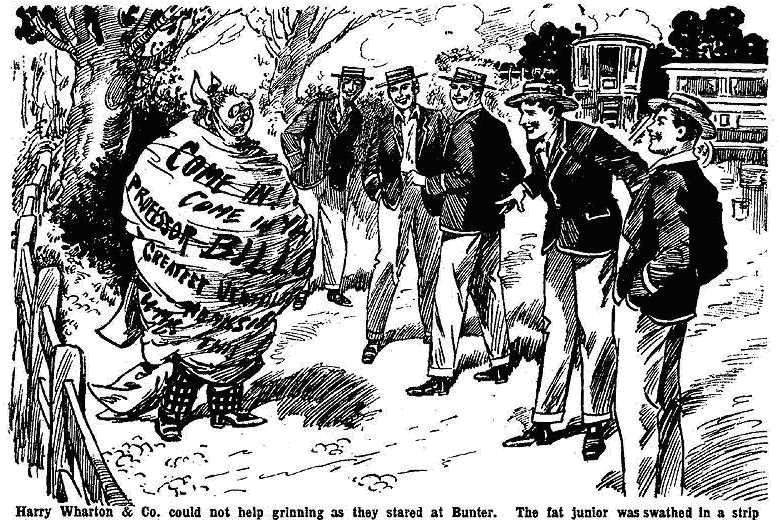 COME IN!
COME IN
PROFESSOR BILLO
GREATEST
Harry Wharton & Co. could not help grinning as they stared at Bunter. The fat junior was swathed in a strip